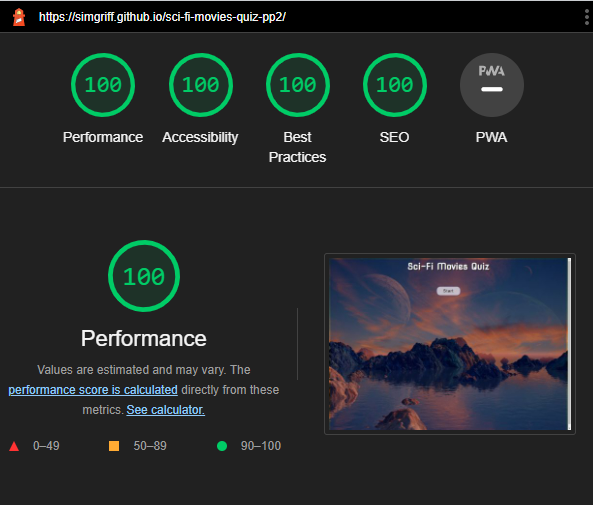 https://simgriff.github.io/sci-fi-movies-quiz-pp2/
100 100 100 100 PWA
Performance Accessibility Best Practices SEO PWA
100
Performance
Values are estimated and may vary. The
performance score is calculated directly from these
metrics. See calculator.
0–49 50–89 90–100
Sci-Fi Movies Quiz
Start